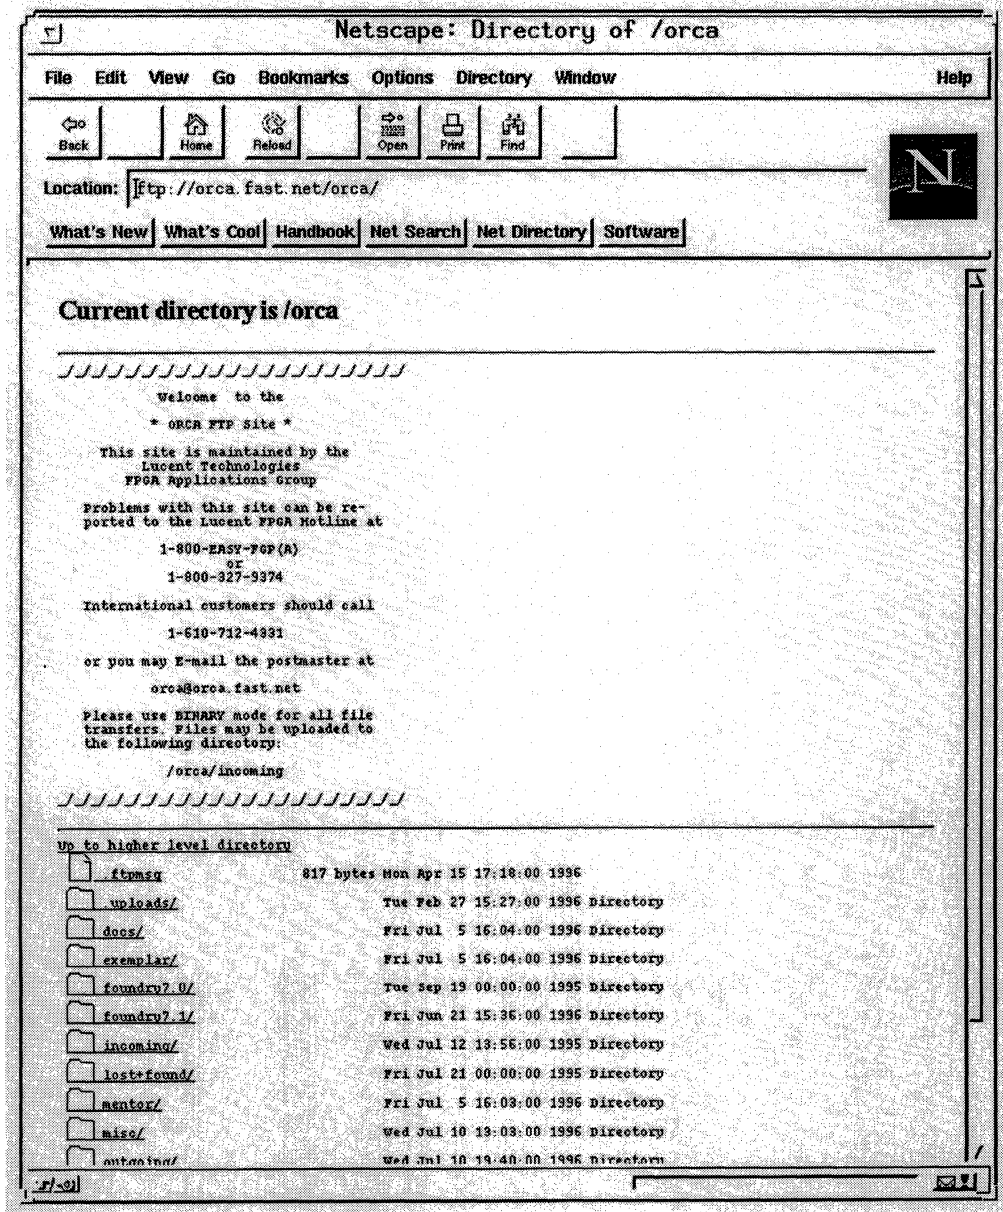 Netscape: Directory of /orca
File Edit View Go Bookmarks Options Directory Window Help
Back Home Reload Open Print Find
N
Location: ftp://orca.fast.net/orca/
What's New What's Cool Handbook Net Search Net Directory Software
Current directory is /orca
_/_/_/_/_/_/_/_/_/_/_/_/_/_/_/_/_/_/_/_/_/
Welcome to the
* ORCA FTP Site *
This site is maintained by the
Lucent Technologies
FPGA Applications Group
Problems with this site can be re-
ported to the Lucent FPGA Hotline at
1-800-EASY-FGP(A)
or
1-800-327-9374
International customers should call
1-610-712-4331
or you may E-mail the postmaster at
orca@orca.fast.net
Please use BINARY mode for all file
transfers. Files may be uploaded to
the following directory:
/orca/incoming
_/_/_/_/_/_/_/_/_/_/_/_/_/_/_/_/_/_/_/_/_/
Up to higher level directory
.ftpmsg 817 bytes Mon Apr 15 17:18:00 1996
uploads/ Tue Feb 27 15:27:00 1996 Directory
docs/ Fri Jul 5 16:04:00 1996 Directory
exemplar/ Fri Jul 5 16:04:00 1996 Directory
foundry7.0/ Tue Sep 19 00:00:00 1995 Directory
foundry7.1/ Fri Jun 21 15:36:00 1996 Directory
incoming/ Wed Jul 12 13:56:00 1995 Directory
lost+found/ Fri Jul 21 00:00:00 1995 Directory
mentor/ Fri Jul 5 16:03:00 1996 Directory
misc/ Wed Jul 10 13:03:00 1996 Directory
outgoing/ Wed Jul 10 19:40:00 1996 Directory